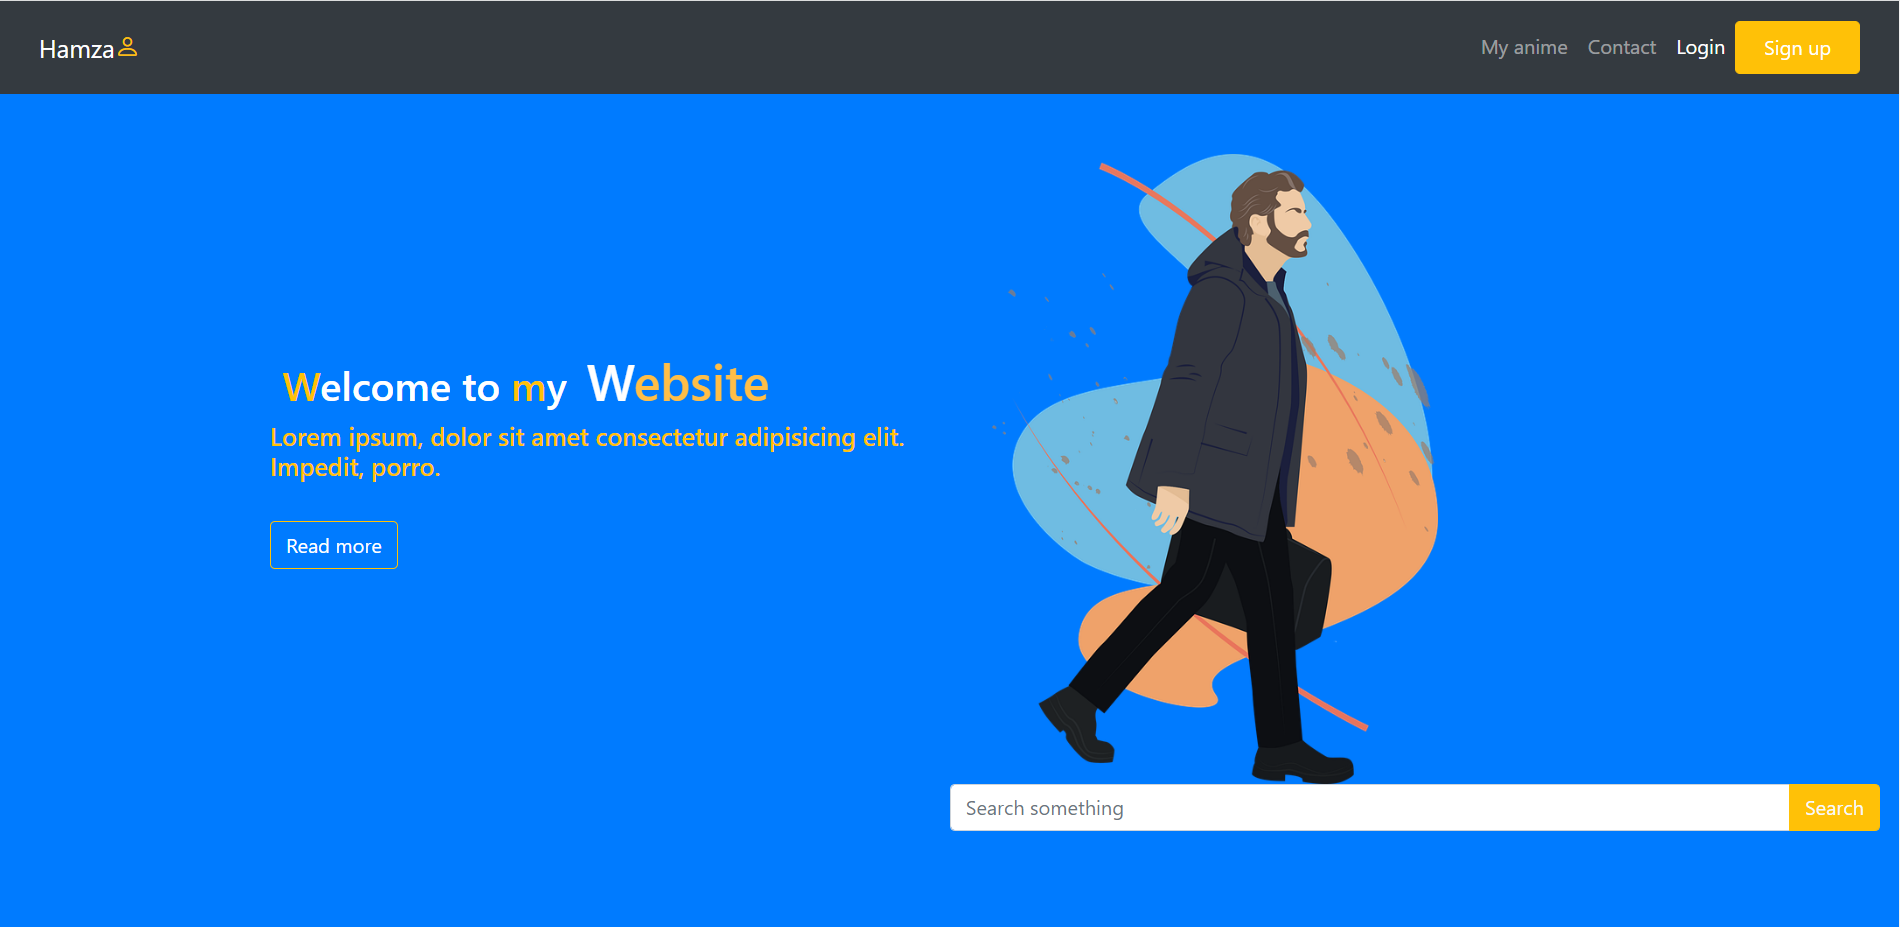 Hamza
My anime Contact Login Sign up
Welcome to my Website
Lorem ipsum, dolor sit amet consectetur adipisicing elit.
Impedit, porro.
Read more
Search something Search